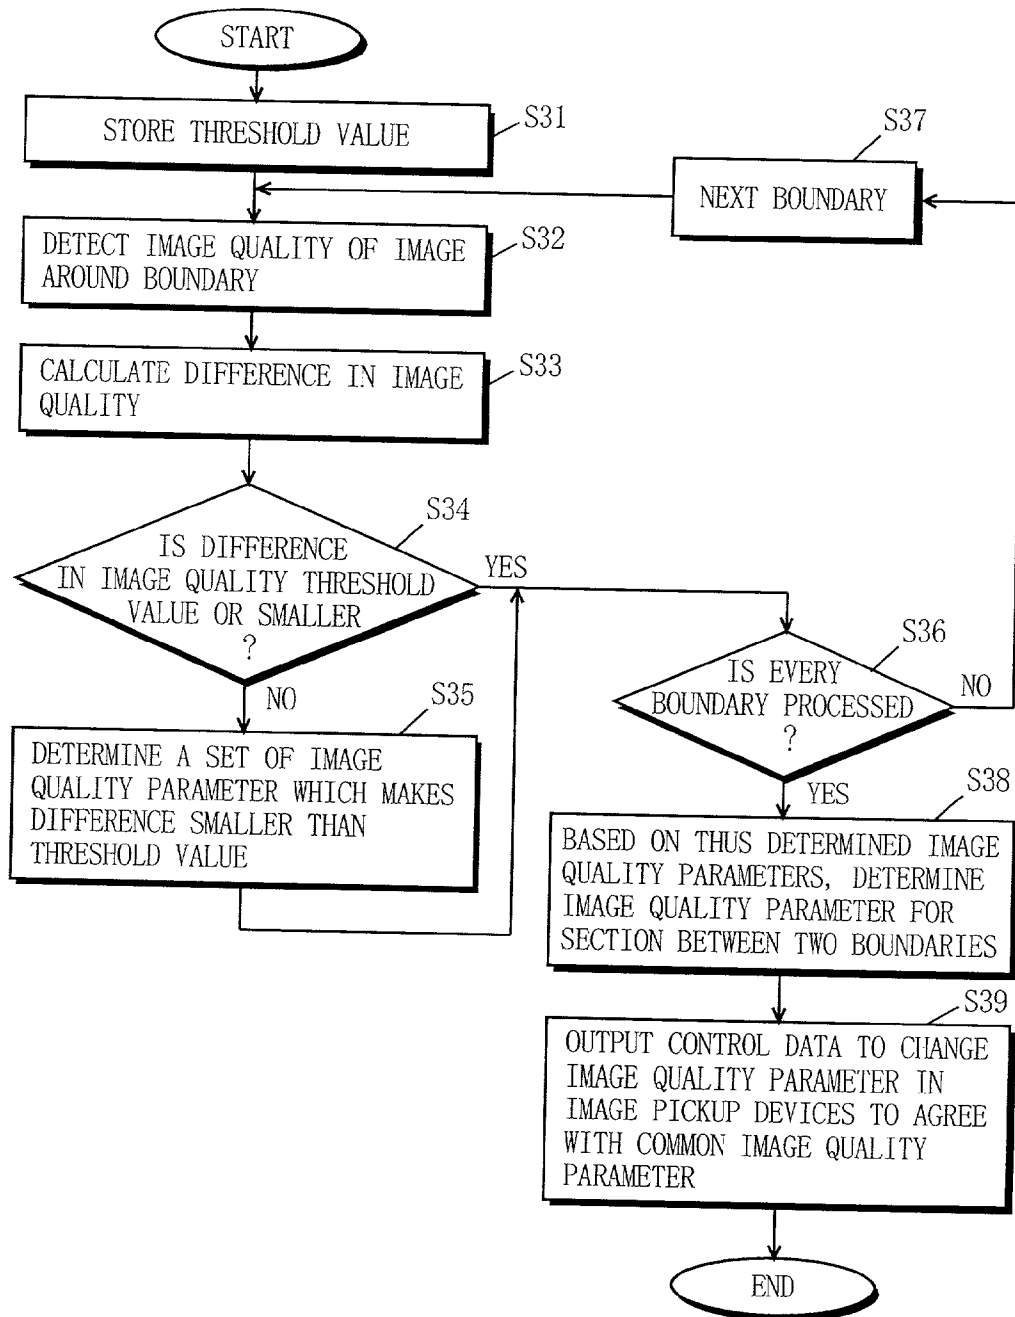 START
STORE THRESHOLD VALUE
S31
S37
NEXT BOUNDARY
DETECT IMAGE QUALITY OF IMAGE
AROUND BOUNDARY
S32
CALCULATE DIFFERENCE IN IMAGE
QUALITY
S33
S34
IS DIFFERENCE
IN IMAGE QUALITY THRESHOLD
VALUE OR SMALLER
?
YES
NO
S35
DETERMINE A SET OF IMAGE
QUALITY PARAMETER WHICH MAKES
DIFFERENCE SMALLER THAN
THRESHOLD VALUE
S36
IS EVERY
BOUNDARY PROCESSED
?
NO
YES
S38
BASED ON THUS DETERMINED IMAGE
QUALITY PARAMETERS, DETERMINE
IMAGE QUALITY PARAMETER FOR
SECTION BETWEEN TWO BOUNDARIES
S39
OUTPUT CONTROL DATA TO CHANGE
IMAGE QUALITY PARAMETER IN
IMAGE PICKUP DEVICES TO AGREE
WITH COMMON IMAGE QUALITY
PARAMETER
END